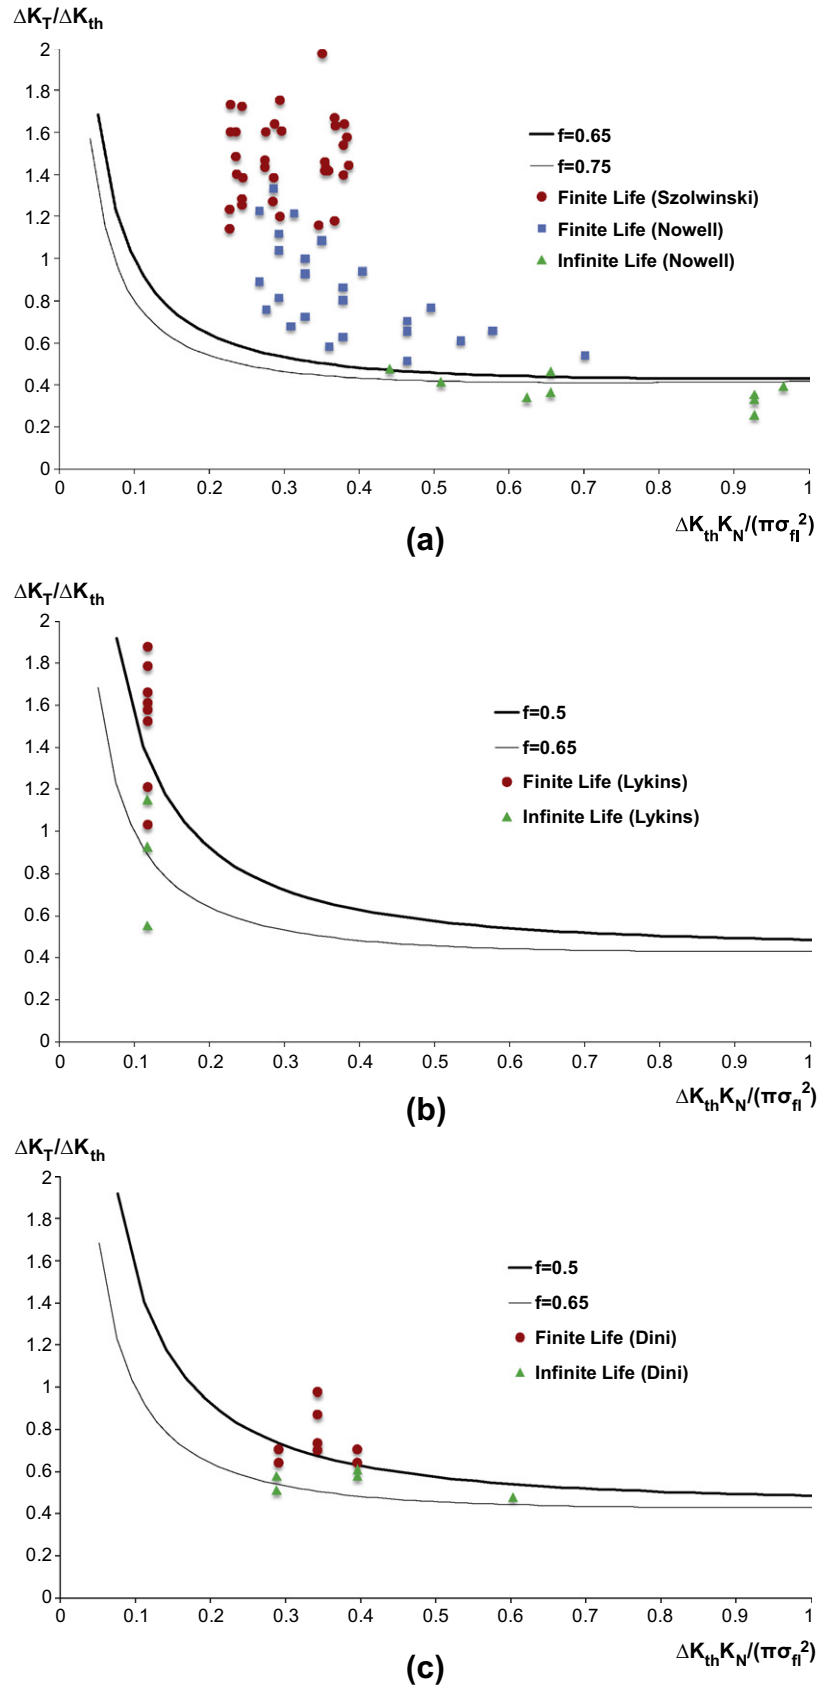 ΔK_T/ΔK_th
2
1.8
1.6
1.4
1.2
1
0.8
0.6
0.4
0.2
0
f=0.65
f=0.75
Finite Life (Szolwinski)
Finite Life (Nowell)
Infinite Life (Nowell)
0 0.1 0.2 0.3 0.4 0.5 0.6 0.7 0.8 0.9 1
ΔK_thK_N/(πσ_fl²)
(a)
ΔK_T/ΔK_th
2
1.8
1.6
1.4
1.2
1
0.8
0.6
0.4
0.2
0
f=0.5
f=0.65
Finite Life (Lykins)
Infinite Life (Lykins)
0 0.1 0.2 0.3 0.4 0.5 0.6 0.7 0.8 0.9 1
ΔK_thK_N/(πσ_fl²)
(b)
ΔK_T/ΔK_th
2
1.8
1.6
1.4
1.2
1
0.8
0.6
0.4
0.2
0
f=0.5
f=0.65
Finite Life (Dini)
Infinite Life (Dini)
0 0.1 0.2 0.3 0.4 0.5 0.6 0.7 0.8 0.9 1
ΔK_thK_N/(πσ_fl²)
(c)